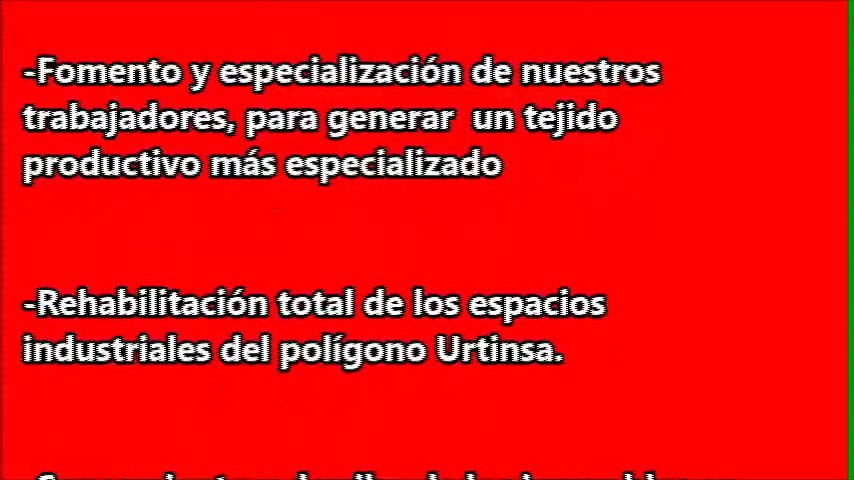 -Fomento y especialización de nuestros
trabajadores, para generar  un tejido
productivo más especializado
-Rehabilitación total de los espacios
industriales del polígono Urtinsa.